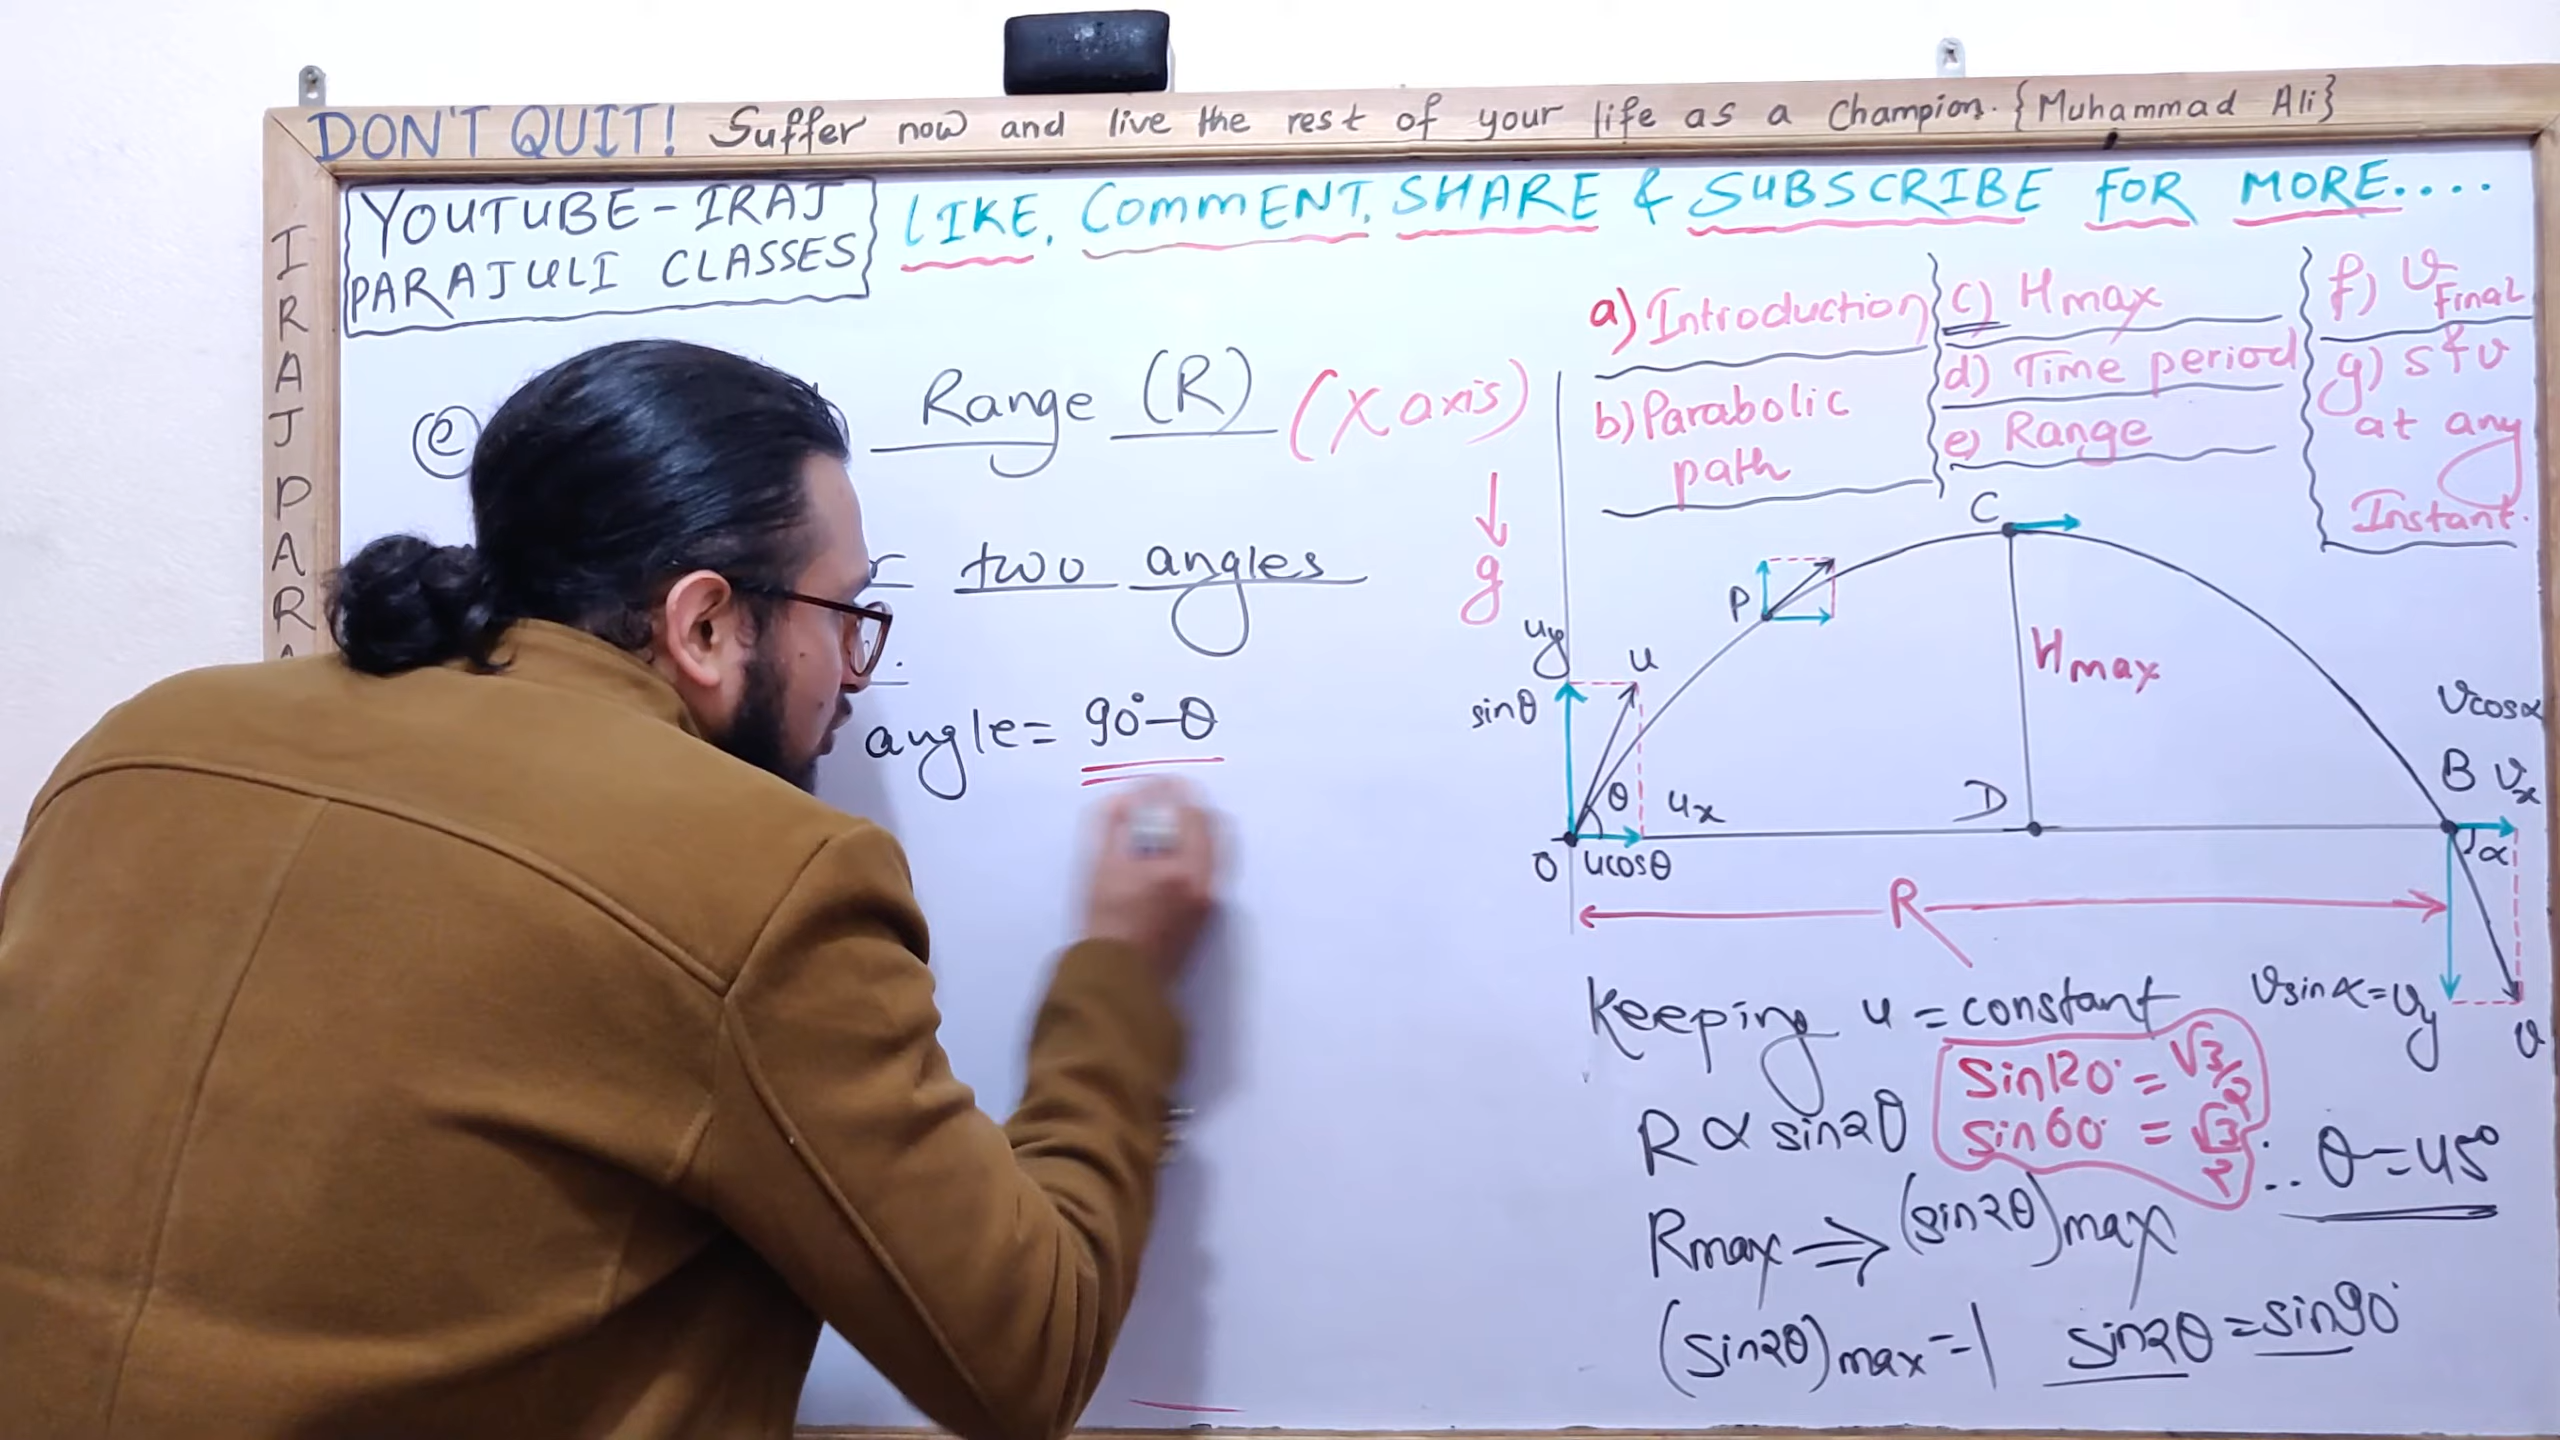 DON'T QUIT! Suffer now and live the rest of your life as a Champion. {Muhammad Ali}
IRAJ PARA
YOUTUBE-IRAJ
PARAJULI CLASSES
LIKE, COMMENT, SHARE & SUBSCRIBE FOR MORE....
a) Introduction
b) Parabolic
path
c) Hmax
d) Time period
e) Range
f) vFinal
g) s & v
at any
Instant.
(e) Range (R) (X axis)
↓
g
two angles
angle = 90°-θ
C
P
Hmax
uy
u
sinθ
θ
ux
D
O
ucosθ
vcosα
B vx
α
R
vsinα=vy
v
Keeping u = constant
R ∝ sin2θ
Sin120° = √3/2
Sin60° = √3/2
∴ θ=45°
Rmax ⇒ (sin2θ)max
(sin2θ)max = 1 sin2θ = sin90°